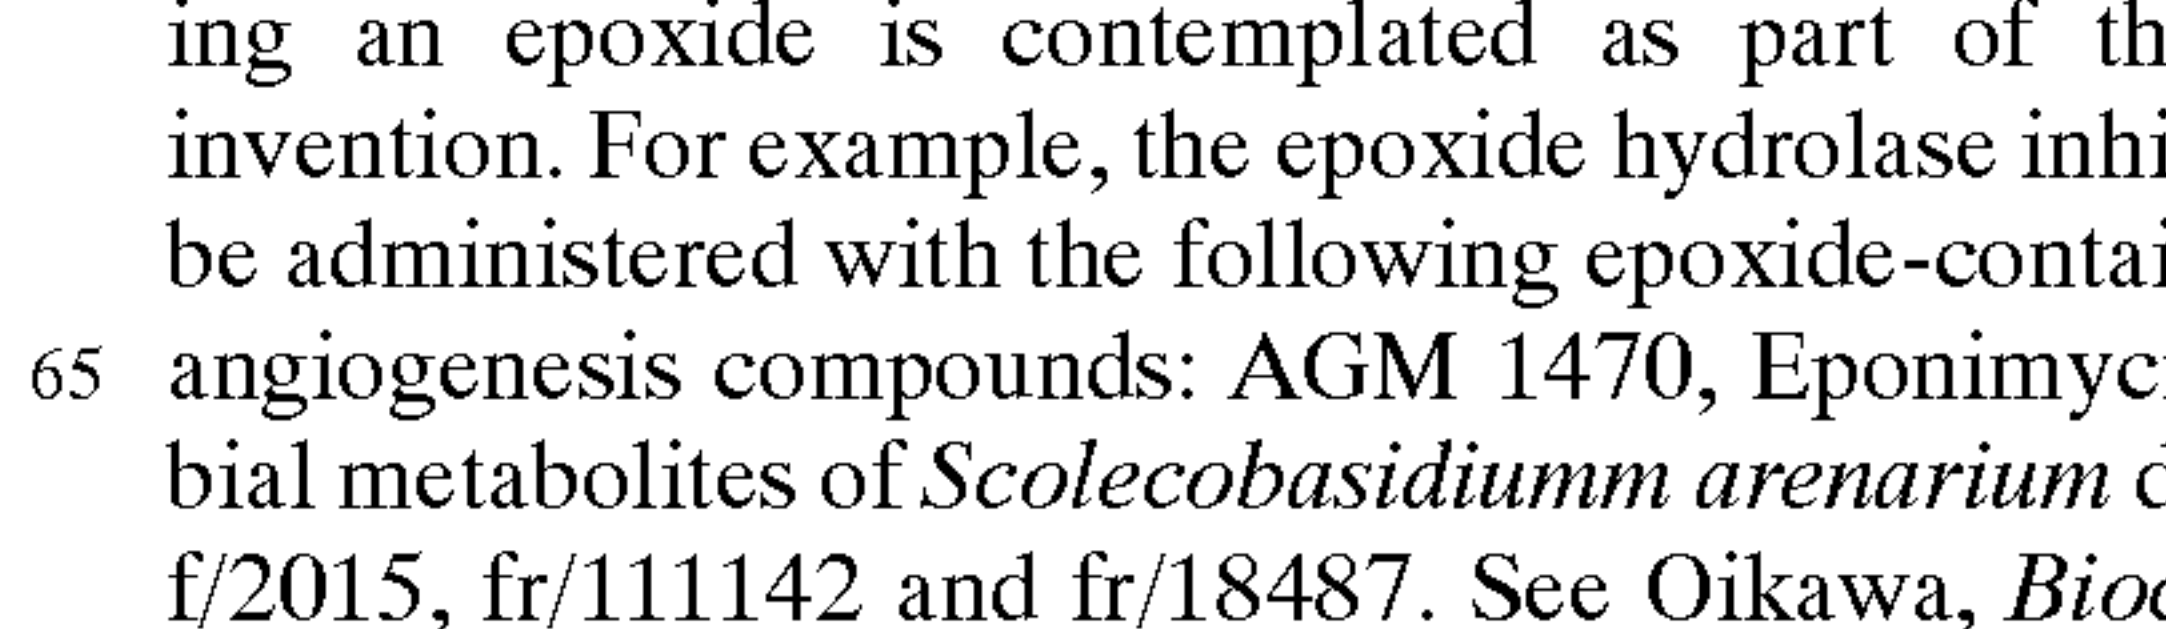 ing an epoxide is contemplated as part of th
invention. For example, the epoxide hydrolase inhi
be administered with the following epoxide-contai
65 angiogenesis compounds: AGM 1470, Eponimyci
bial metabolites of Scolecobasidiumm arenarium
f/2015, fr/111142 and fr/18487. See Oikawa, Bioc